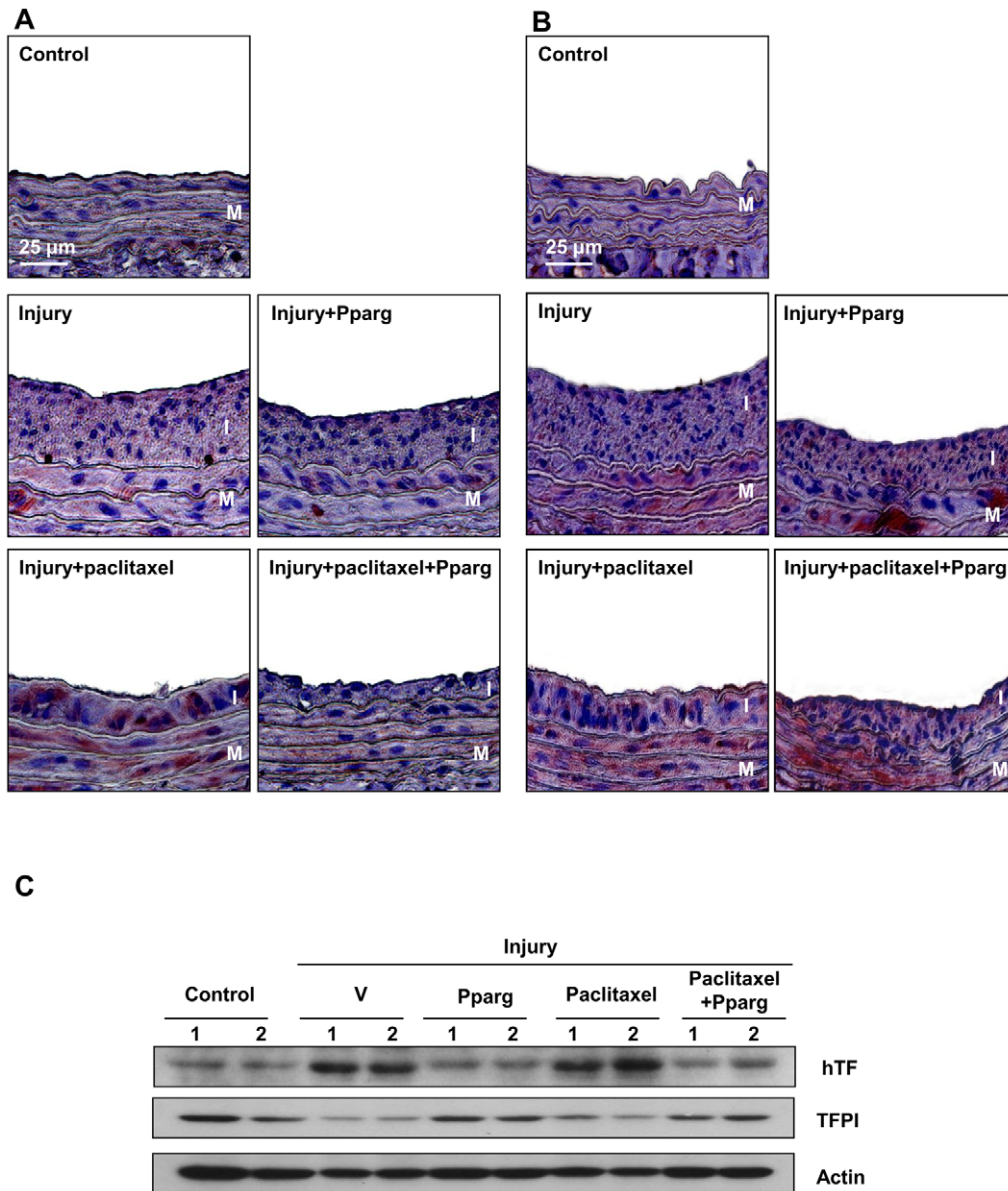 A
B
Control
M
25 µm
Control
M
25 µm
Injury
I
M
Injury+Pparg
I
M
Injury
I
M
Injury+Pparg
I
M
Injury+paclitaxel
I
M
Injury+paclitaxel+Pparg
I
M
Injury+paclitaxel
I
M
Injury+paclitaxel+Pparg
I
M
C
Injury
Control V Pparg Paclitaxel Paclitaxel
+Pparg
1 2 1 2 1 2 1 2 1 2
hTF
TFPI
Actin